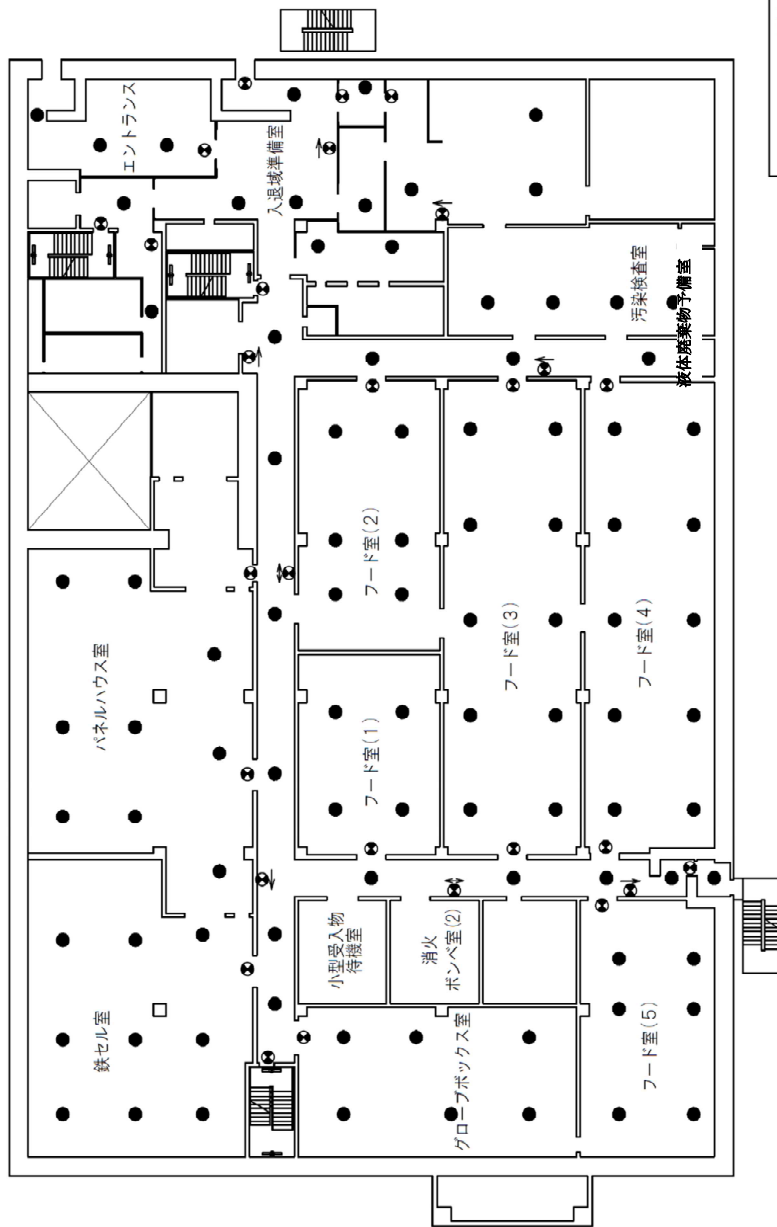 エントランス
入退域準備室
汚染検査室
液体廃棄物予備室
パネルハウス室
フード室(2)
フード室(3)
フード室(4)
フード室(1)
鉄セル室
小型受入物
待機室
消火
ボンベ室(2)
グローブボックス室
フード室(5)